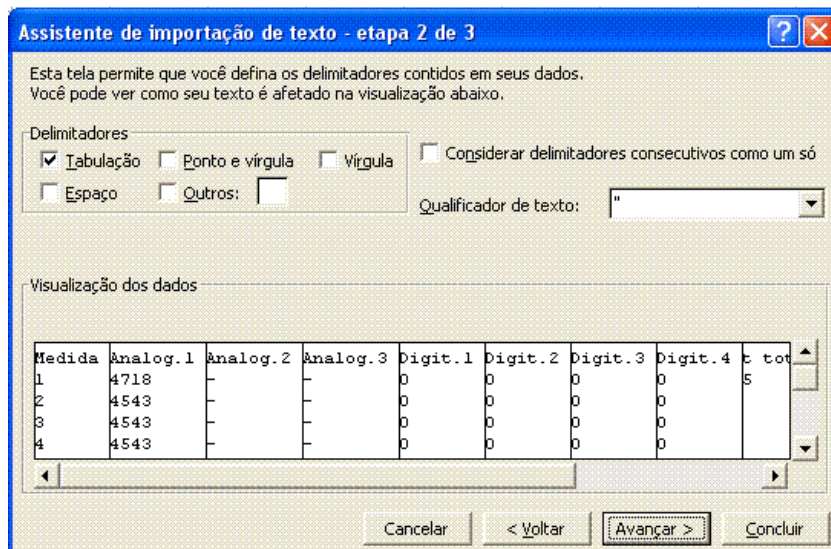 Assistente de importação de texto - etapa 2 de 3
Esta tela permite que você defina os delimitadores contidos em seus dados.
Você pode ver como seu texto é afetado na visualização abaixo.
Delimitadores
Tabulação Ponto e vírgula Vírgula
Considerar delimitadores consecutivos como um só
Espaço Outros:
Qualificador de texto: "
Visualização dos dados
Medida Analog.1 Analog.2 Analog.3 Digit.1 Digit.2 Digit.3 Digit.4 t tot
1 4718 - - 0 0 0 0 5
2 4543 - - 0 0 0 0
3 4543 - - 0 0 0 0
4 4543 - - 0 0 0 0
Cancelar < Voltar Avançar > Concluir